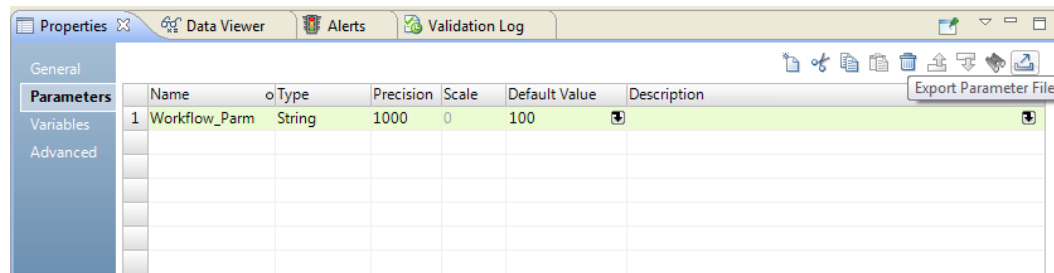 Properties Data Viewer Alerts Validation Log
General
Export Parameter File
Parameters Name Type Precision Scale Default Value Description
1 Workflow_Parm String 1000 0 100
Variables
Advanced